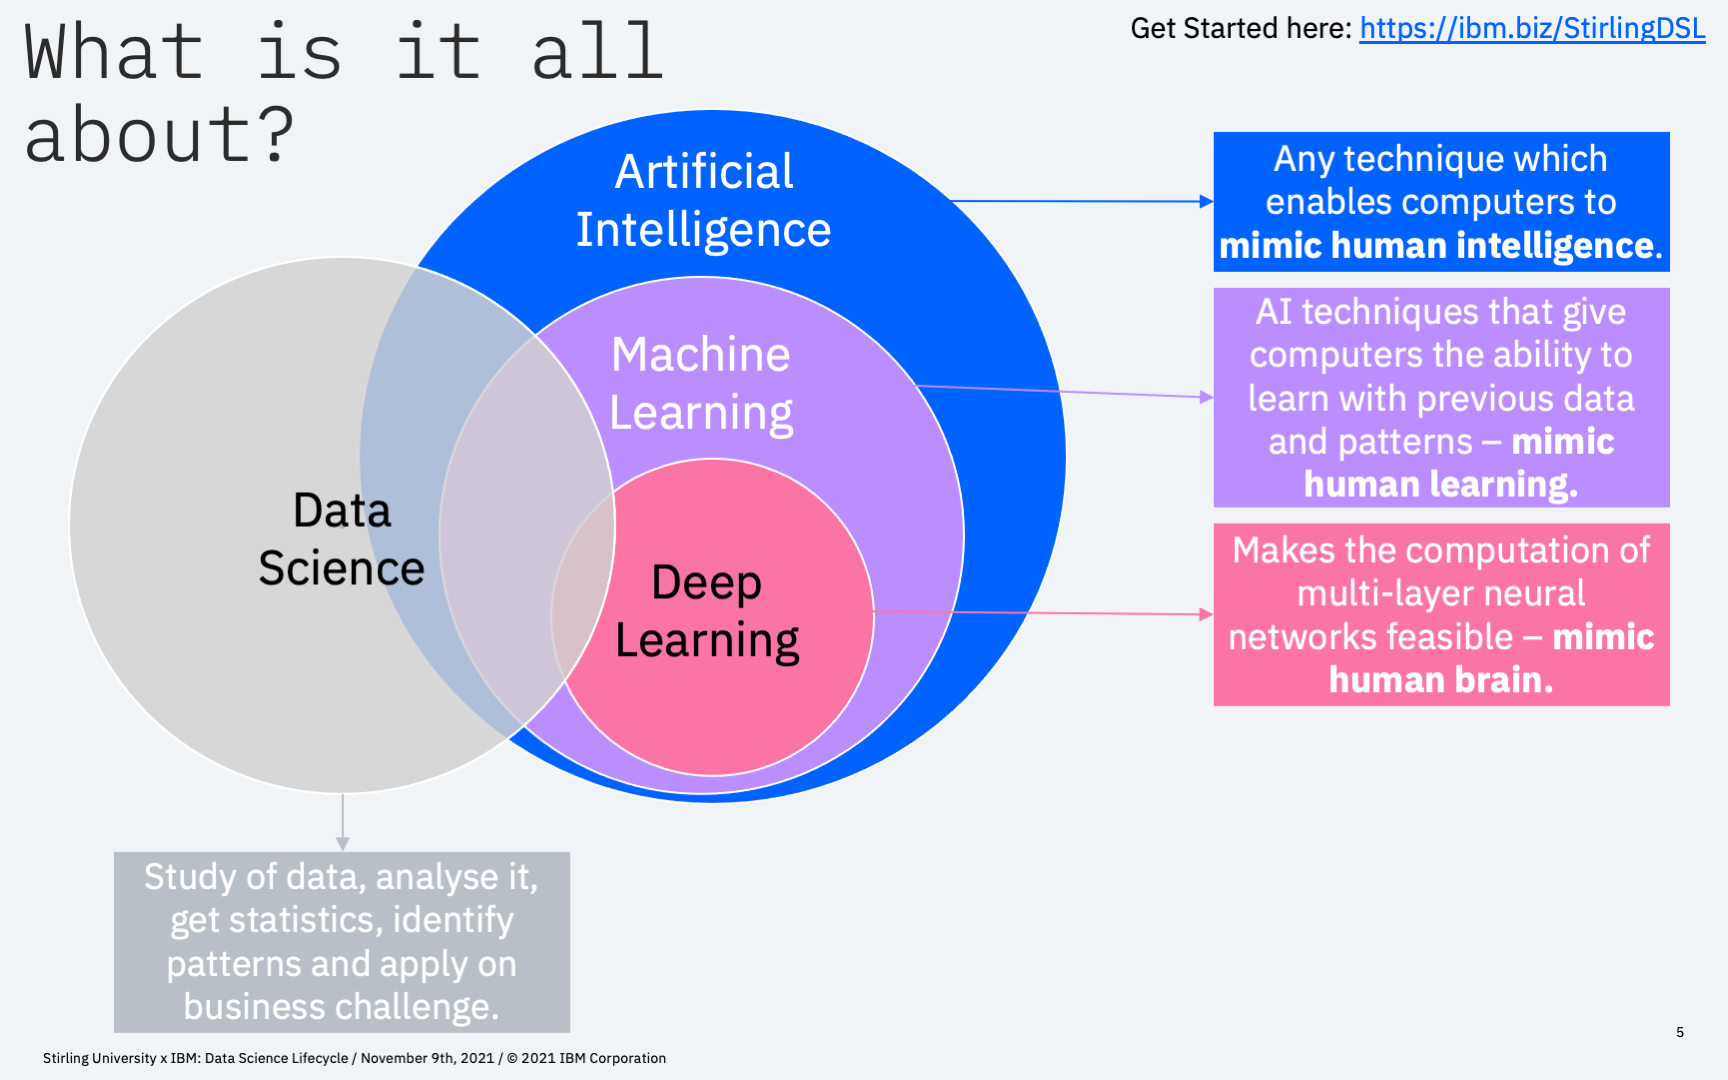 What is it all
about?
Get Started here: https://ibm.biz/StirlingDSL
Artificial
Intelligence
Machine
Learning
Deep
Learning
Data
Science
Any technique which
enables computers to
mimic human intelligence.
AI techniques that give
computers the ability to
learn with previous data
and patterns – mimic
human learning.
Makes the computation of
multi-layer neural
networks feasible – mimic
human brain.
Study of data, analyse it,
get statistics, identify
patterns and apply on
business challenge.
5
Stirling University x IBM: Data Science Lifecycle / November 9th, 2021 / © 2021 IBM Corporation